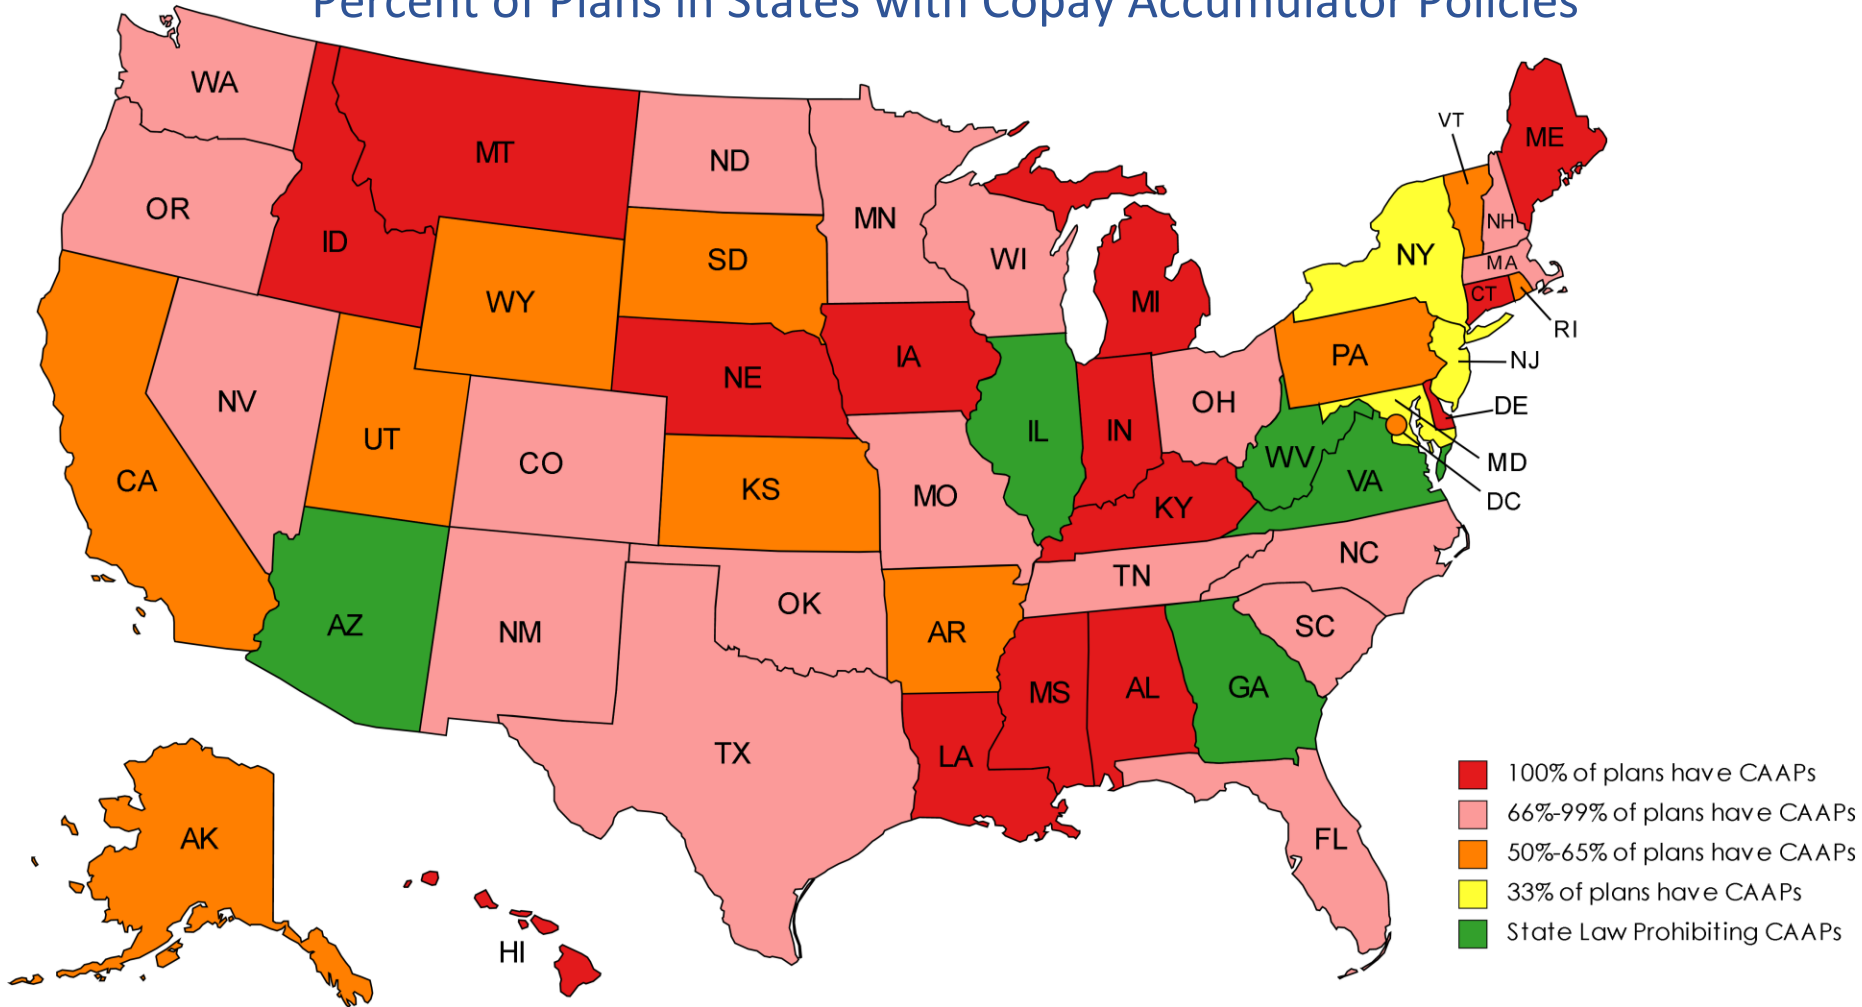 Percent of Plans in States with Copay Accumulator Policies
WA
MT
ND
MN
VT
ME
OR
ID
SD
WI
NH
NY
MA
WY
MI
CT
RI
IA
PA
NJ
NE
NV
OH
DE
UT
IL
IN
CO
WV
MD
CA
KS
MO
VA
DC
KY
NC
TN
AZ
NM
OK
AR
SC
MS
AL
GA
TX
LA
AK
FL
HI
100% of plans have CAAPs
66%-99% of plans have CAAPs
50%-65% of plans have CAAPs
33% of plans have CAAPs
State Law Prohibiting CAAPs